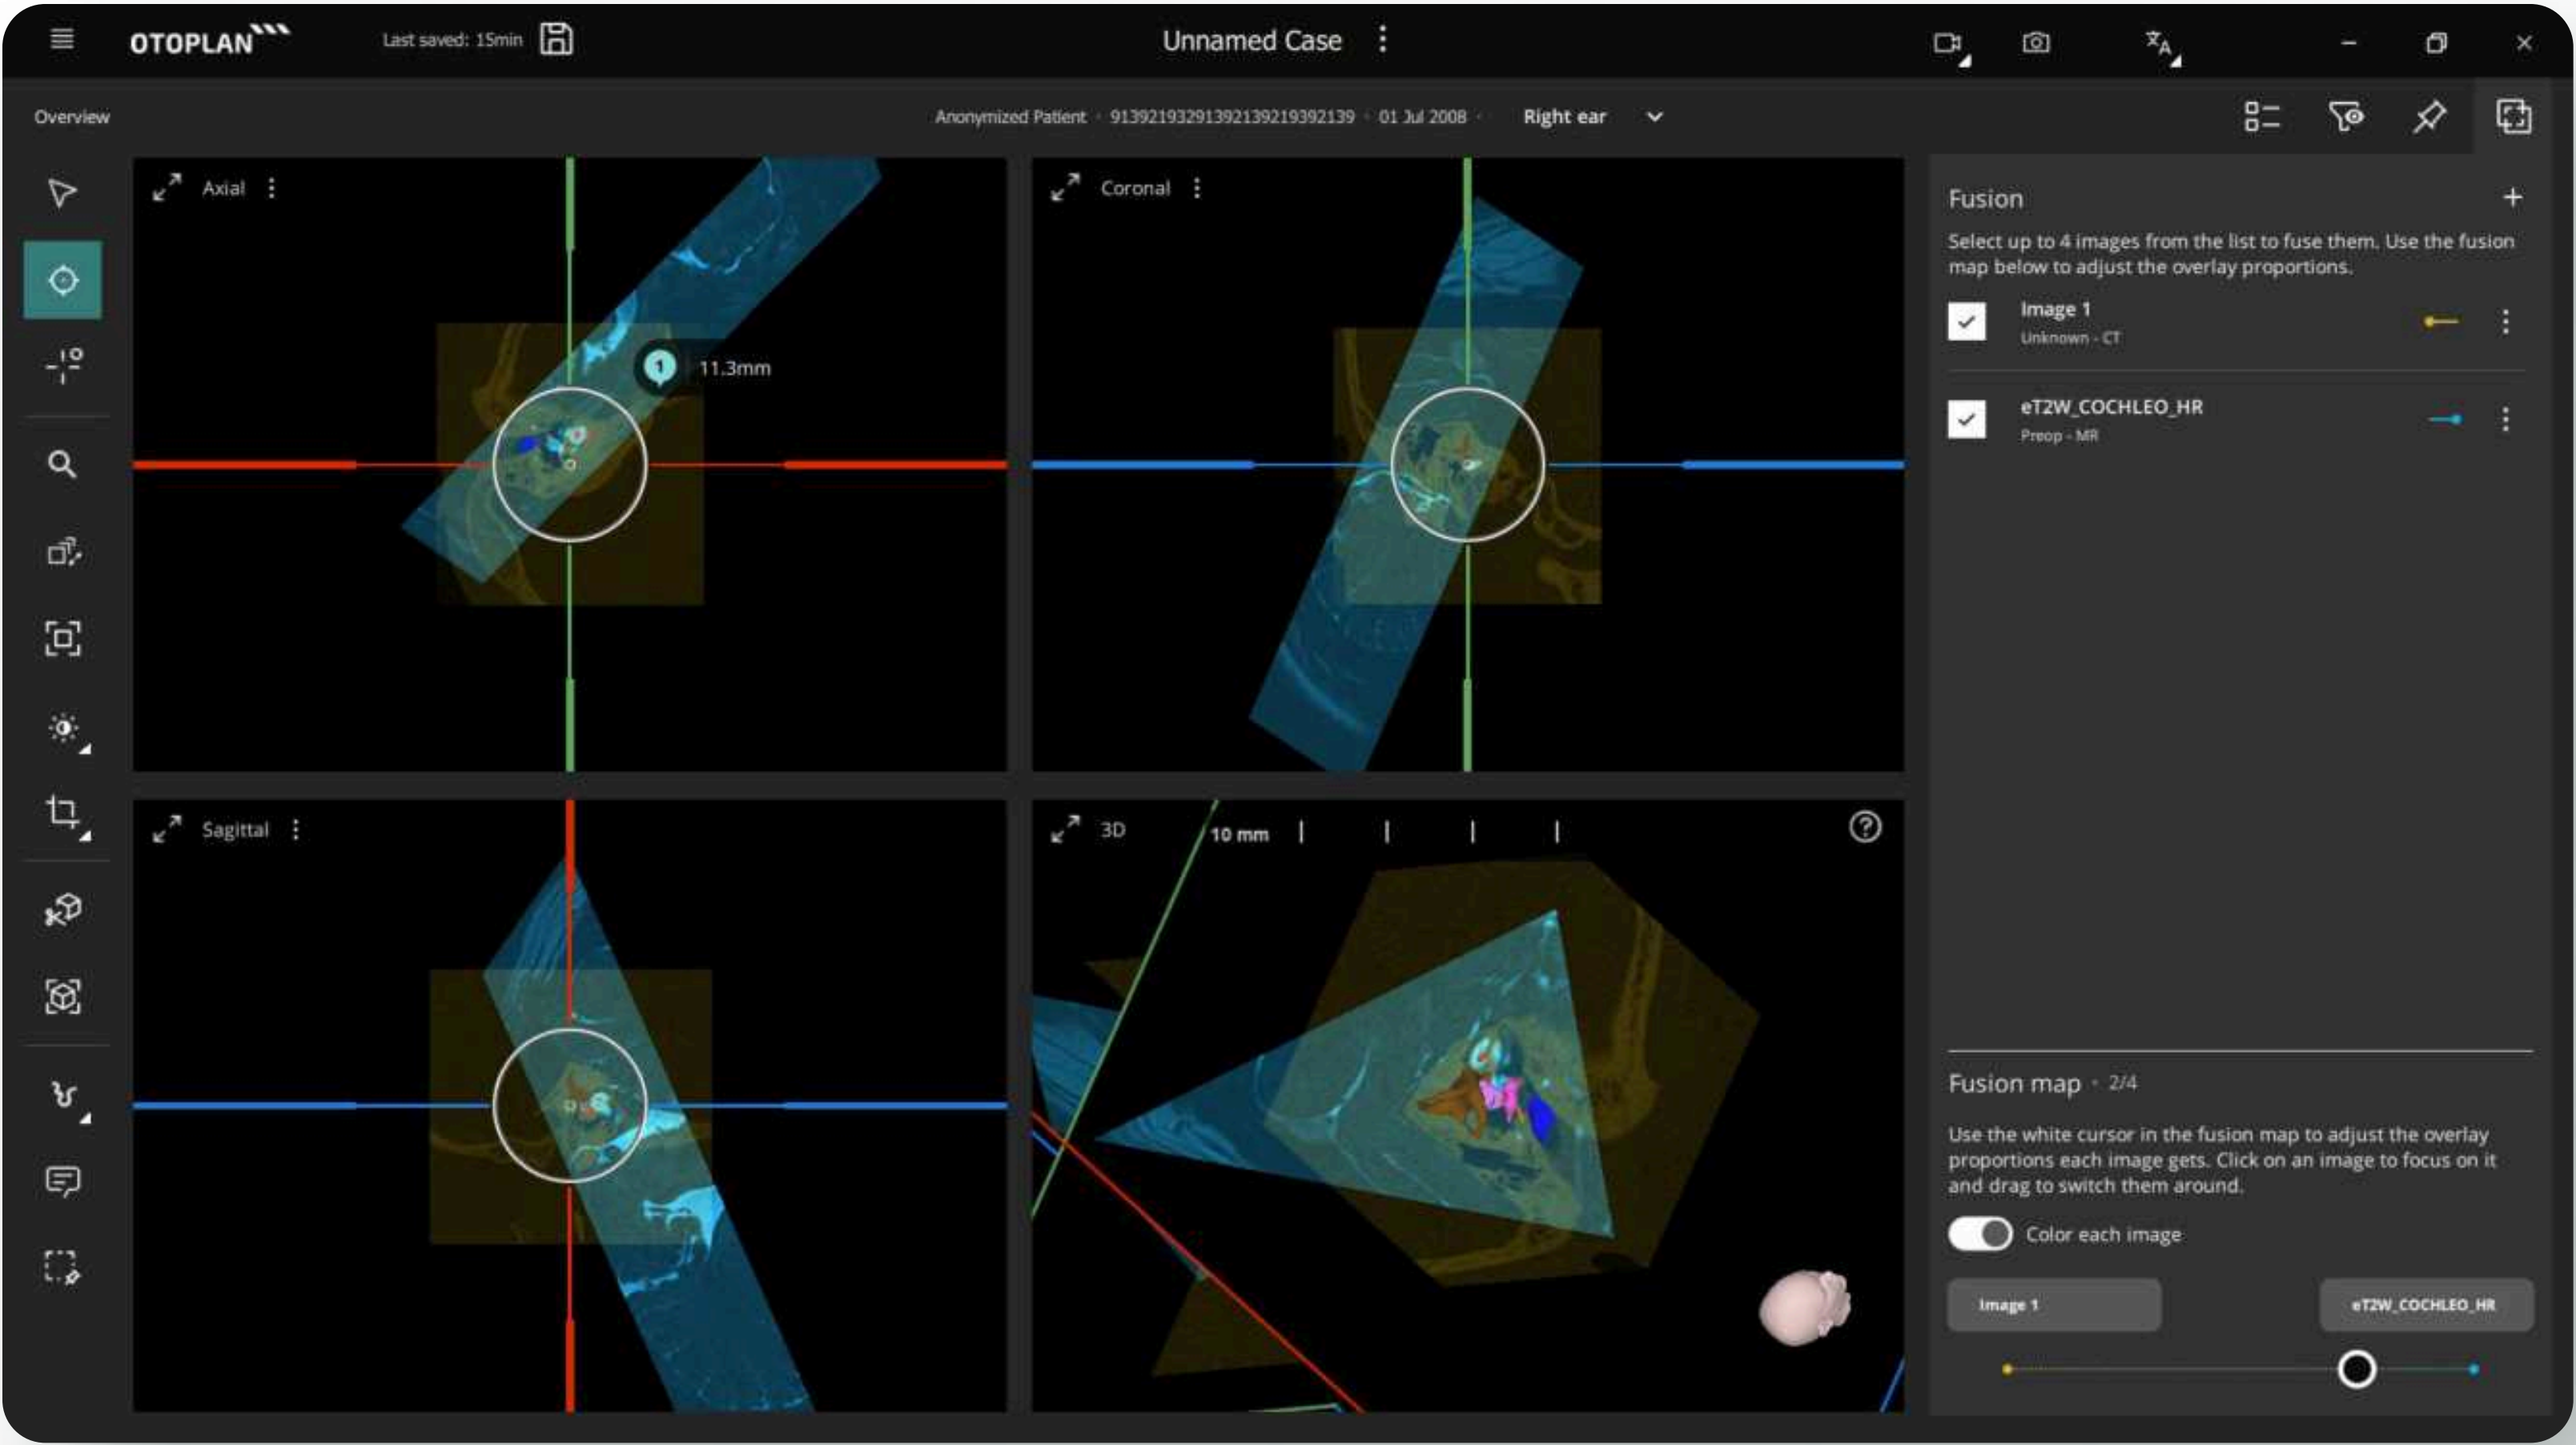 OTOPLAN
Last saved: 15min
Unnamed Case
Overview
Anonymized Patient · 91392193291392139219392139 · 01 Jul 2008 ·
Right ear
Axial
1
11.3mm
Coronal
Sagittal
3D
10 mm
Fusion
Select up to 4 images from the list to fuse them. Use the fusion
map below to adjust the overlay proportions.
Image 1
Unknown - CT
eT2W_COCHLEO_HR
Preop - MR
Fusion map · 2/4
Use the white cursor in the fusion map to adjust the overlay
proportions each image gets. Click on an image to focus on it
and drag to switch them around.
Color each image
Image 1
eT2W_COCHLEO_HR